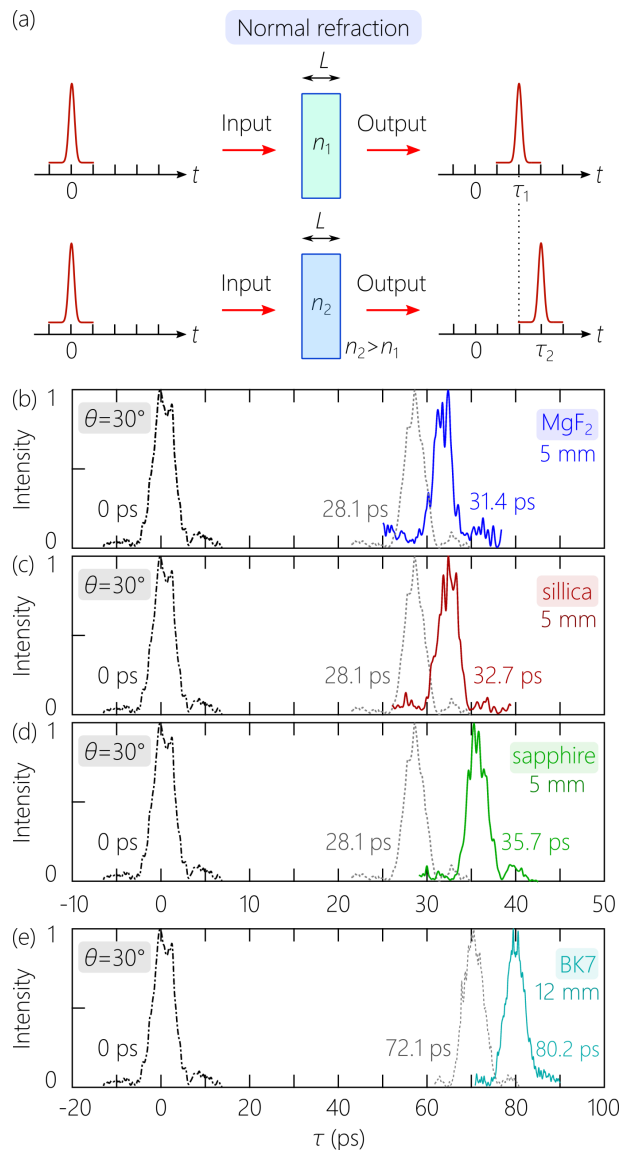 (a)
Normal refraction
L
Input
n₁
Output
t
0
t
0
τ₁
L
Input
n₂
Output
t
0
n₂>n₁
t
0
τ₂
(b)
1
θ=30°
MgF₂
5 mm
Intensity
0 ps
28.1 ps
31.4 ps
0
(c)
1
θ=30°
sillica
5 mm
Intensity
0 ps
28.1 ps
32.7 ps
0
(d)
1
θ=30°
sapphire
5 mm
Intensity
0 ps
28.1 ps
35.7 ps
0
-10 0 10 20 30 40 50
(e)
1
θ=30°
BK7
12 mm
Intensity
0 ps
72.1 ps
80.2 ps
0
-20 0 20 40 60 80 100
τ (ps)